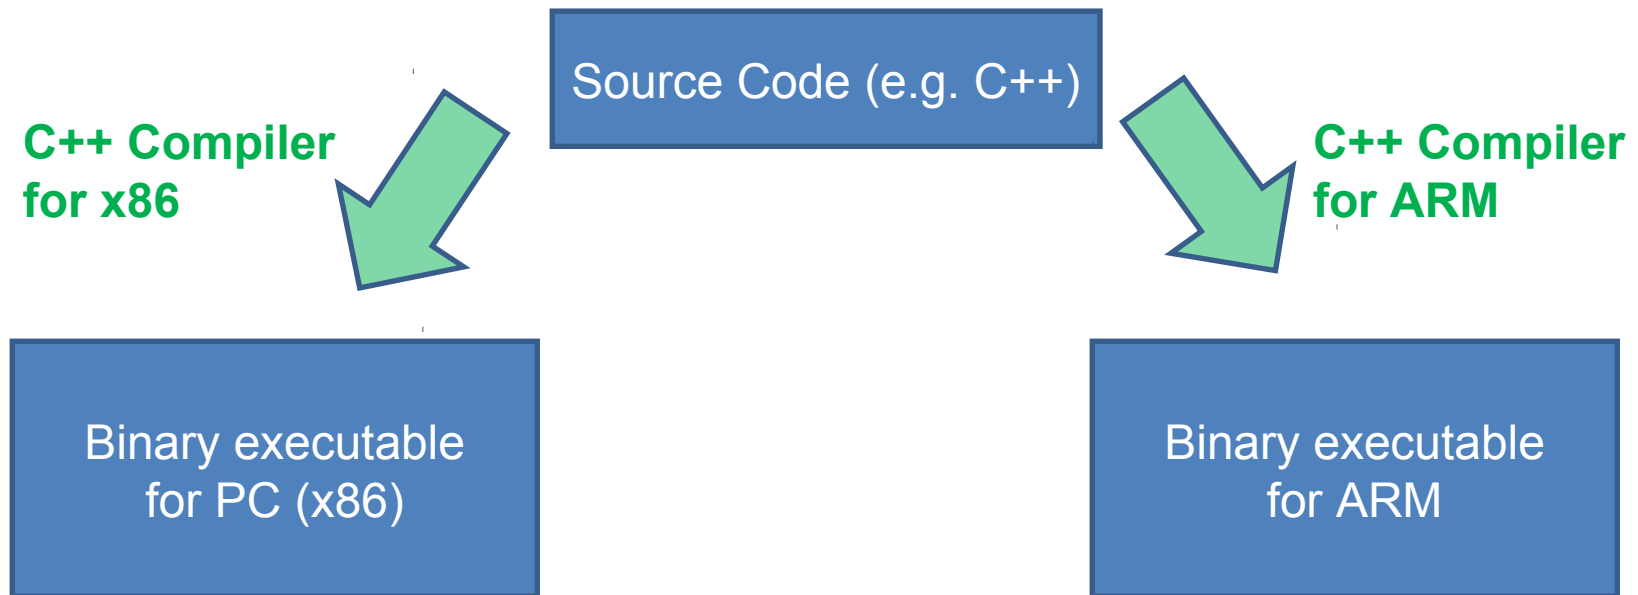 Source Code (e.g. C++)
C++ Compiler
for x86
C++ Compiler
for ARM
Binary executable
for PC (x86)
Binary executable
for ARM